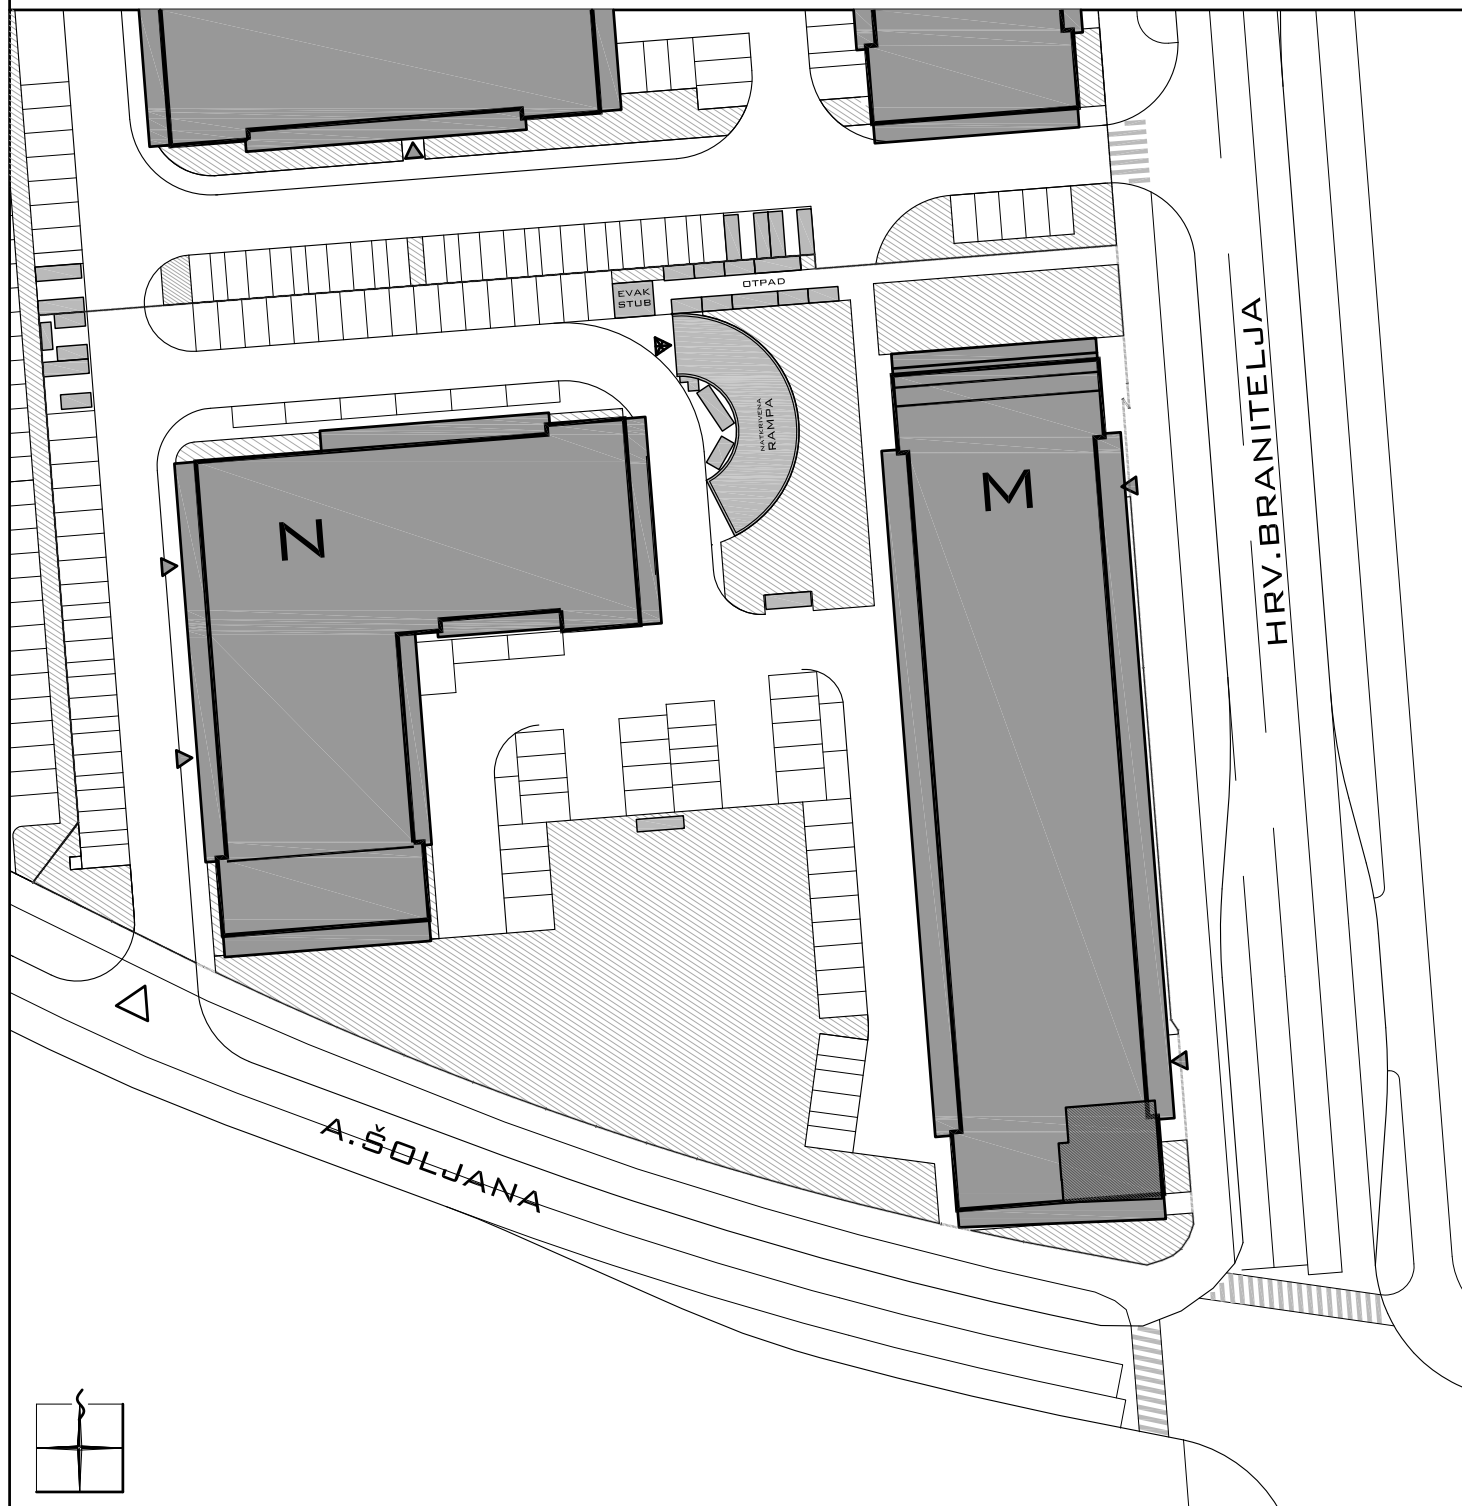 EVAK
STUB
OTPAD
NATKRIVENA
RAMPA
N
M
HRV.BRANITELJA
A.ŠOLJANA